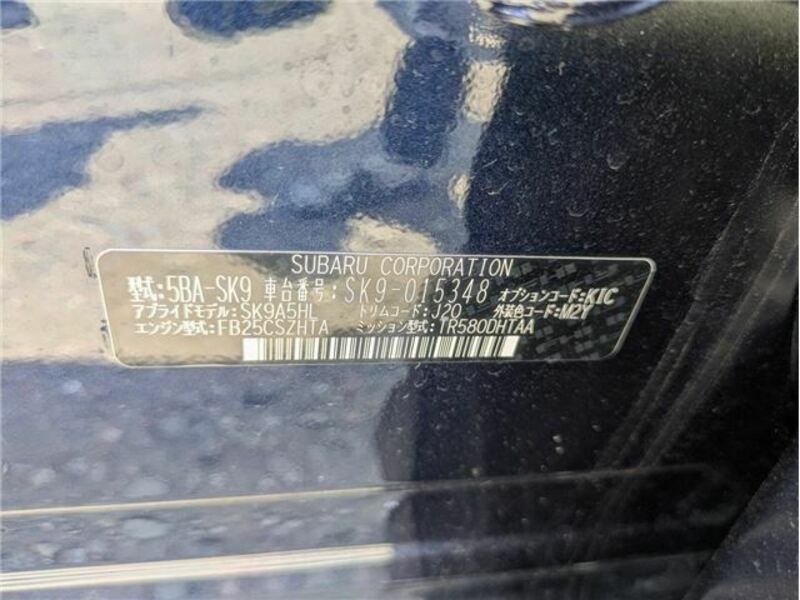 SUBARU CORPORATION
型式:5BA-SK9 車台番号:SK9-015348 オプションコード:K1C
アプライドモデル:SK9A5HL トリムコード:J20 外装色コード:M2Y
エンジン型式:FB25CSZHTA ミッション型式:TR580DHTAA